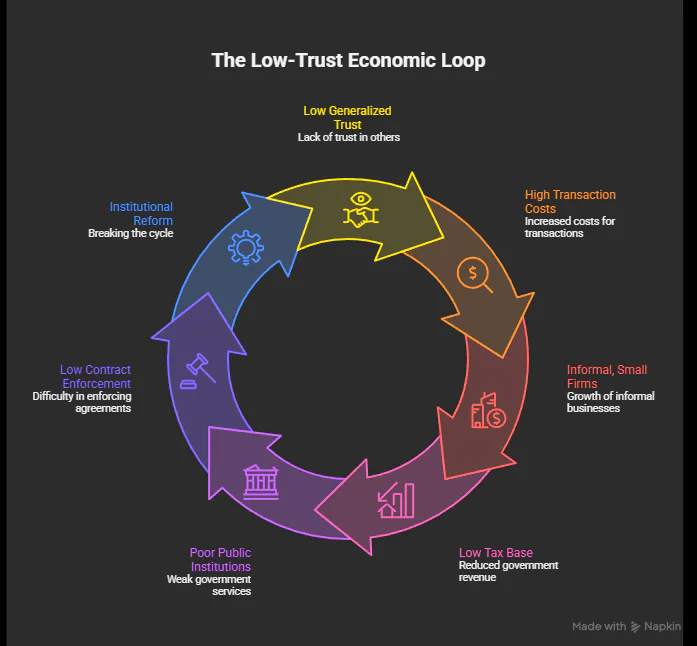 The Low-Trust Economic Loop
Low Generalized
Trust
Lack of trust in others
High Transaction
Costs
Increased costs for
transactions
Informal, Small
Firms
Growth of informal
businesses
Low Tax Base
Reduced government
revenue
Poor Public
Institutions
Weak government
services
Low Contract
Enforcement
Difficulty in enforcing
agreements
Institutional
Reform
Breaking the cycle
$
$
Made with Napkin